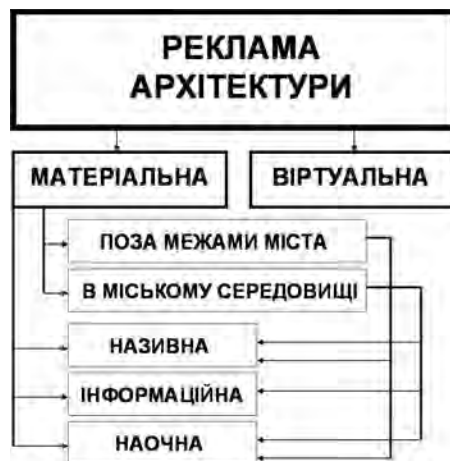 РЕКЛАМА
АРХІТЕКТУРИ
МАТЕРІАЛЬНА
ВІРТУАЛЬНА
ПОЗА МЕЖАМИ МІСТА
В МІСЬКОМУ СЕРЕДОВИЩІ
НАЗИВНА
ІНФОРМАЦІЙНА
НАОЧНА